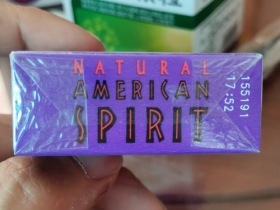 NATURAL
AMERICAN
SPIRIT
155191
17:52